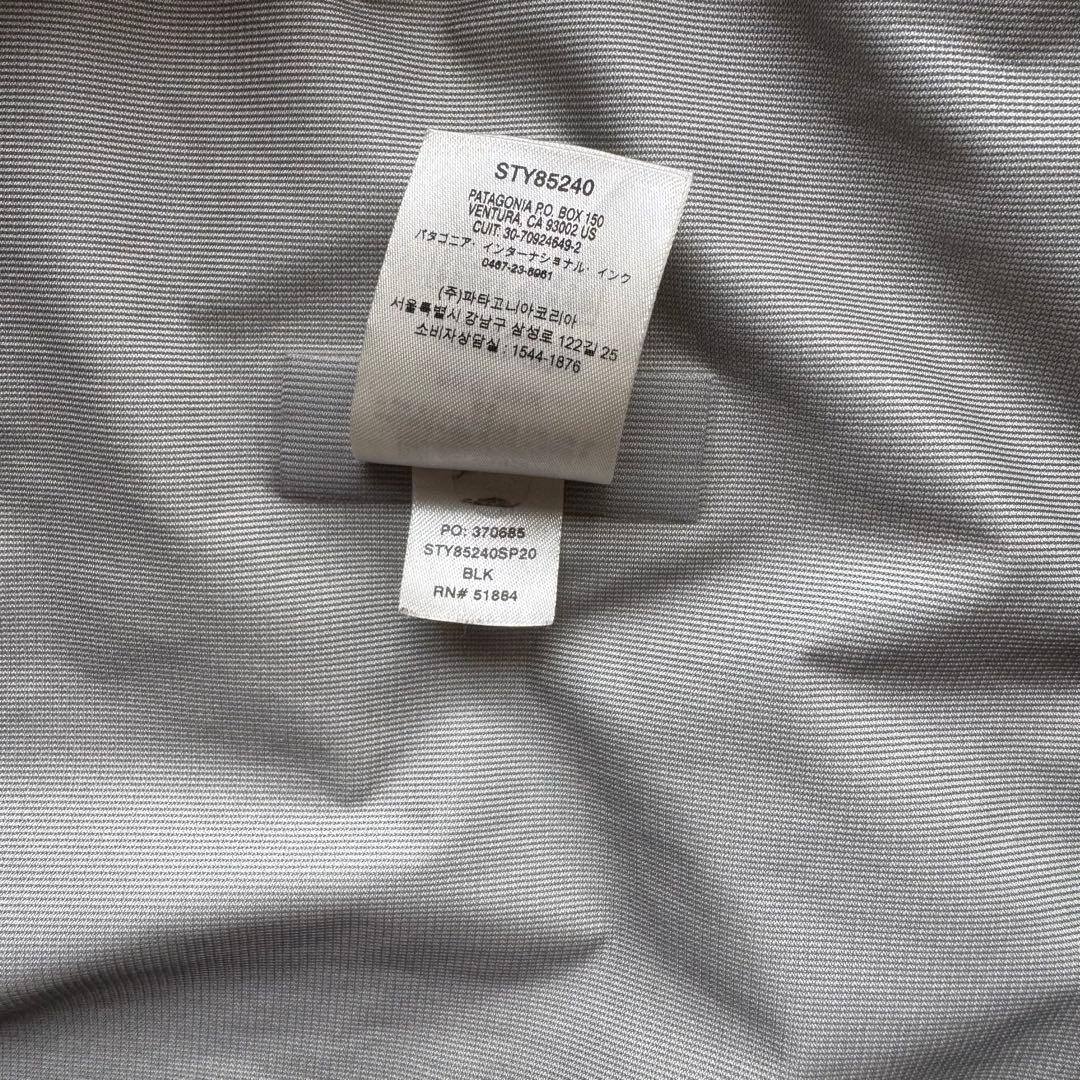 STY85240
PATAGONIA P.O. BOX 150
VENTURA, CA 93002 US
CUIT: 30-70924649-2
パタゴニア・インターナショナル・インク
0467-23-8961
(주)파타고니아코리아
서울특별시 강남구 삼성로 122길 25
소비자상담실 : 1544-1876
PO: 370685
STY85240SP20
BLK
RN# 51884